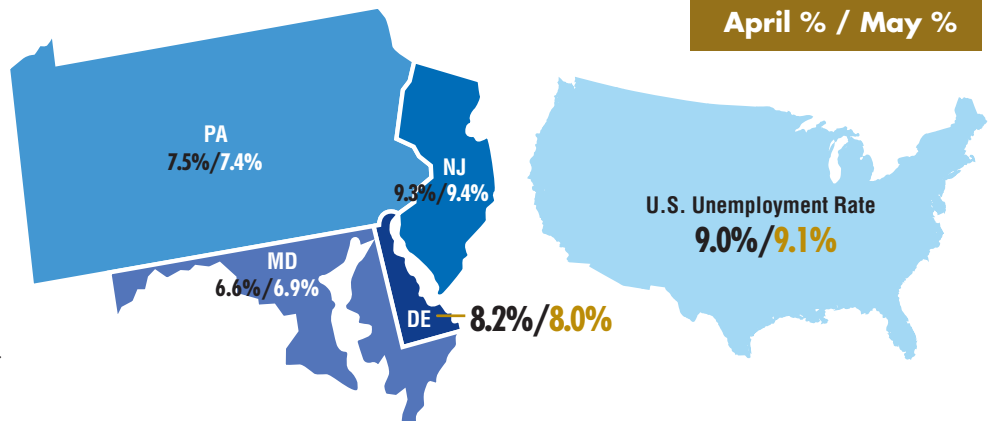 April % / May %
PA
7.5%/7.4%
NJ
9.3%/9.4%
U.S. Unemployment Rate
9.0%/9.1%
MD
6.6%/6.9%
DE
8.2%/8.0%